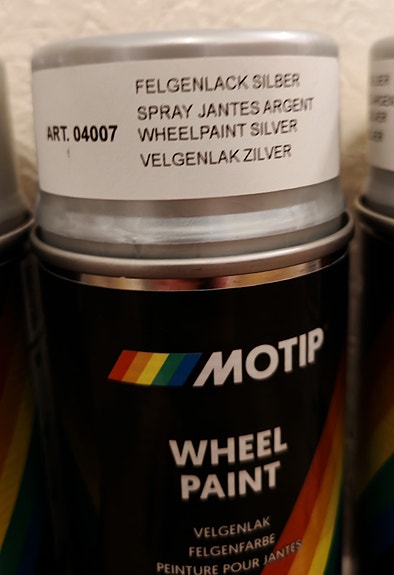 FELGENLACK SILBER
SPRAY JANTES ARGENT
ART. 04007 WHEELPAINT SILVER
VELGENLAK ZILVER
MOTIP
WHEEL
PAINT
VELGENLAK
FELGENFARBE
PEINTURE POUR JANTES